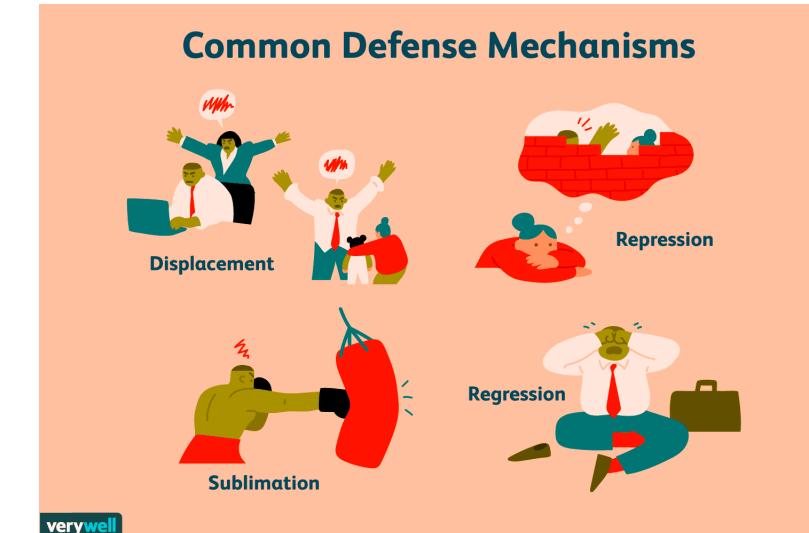 Common Defense Mechanisms
Displacement
Repression
Sublimation
Regression
verywell